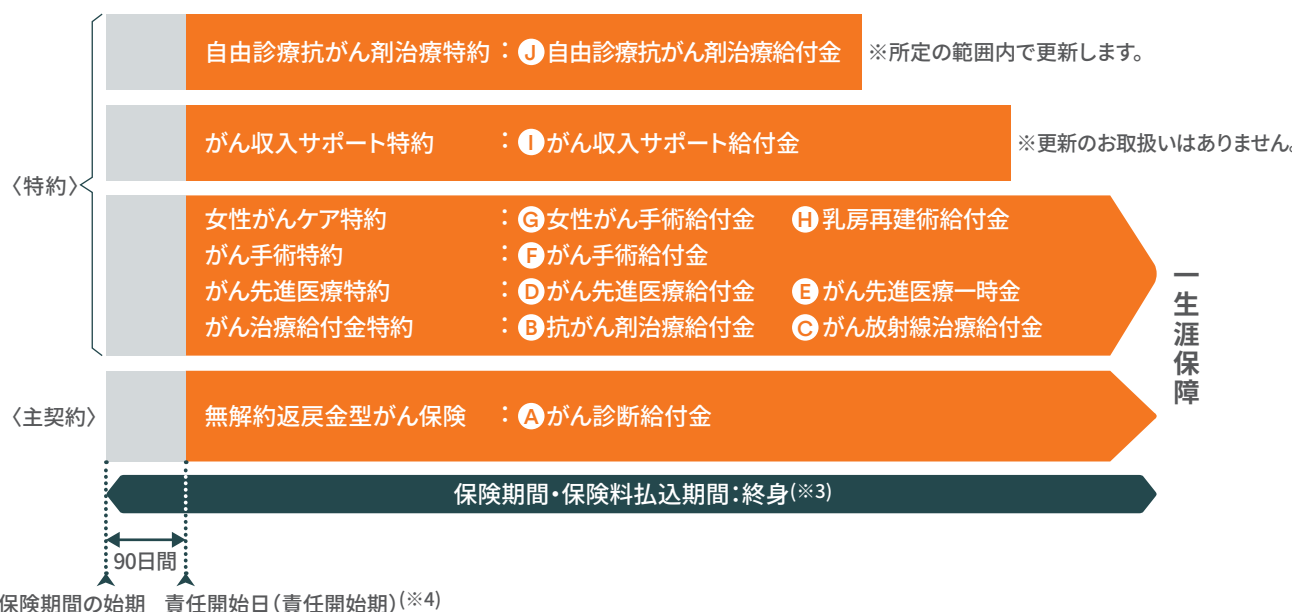 自由診療抗がん剤治療特約：J自由診療抗がん剤治療給付金 ※所定の範囲内で更新します。
がん収入サポート特約：Iがん収入サポート給付金 ※更新のお取扱いはありません。
〈特約〉
女性がんケア特約：G女性がん手術給付金 H乳房再建術給付金
がん手術特約：Fがん手術給付金
がん先進医療特約：Dがん先進医療給付金 Eがん先進医療一時金
がん治療給付金特約：B抗がん剤治療給付金 Cがん放射線治療給付金
一生涯保障
〈主契約〉
無解約返戻金型がん保険：Aがん診断給付金
保険期間・保険料払込期間：終身(※3)
90日間
保険期間の始期 責任開始日（責任開始期）(※4)